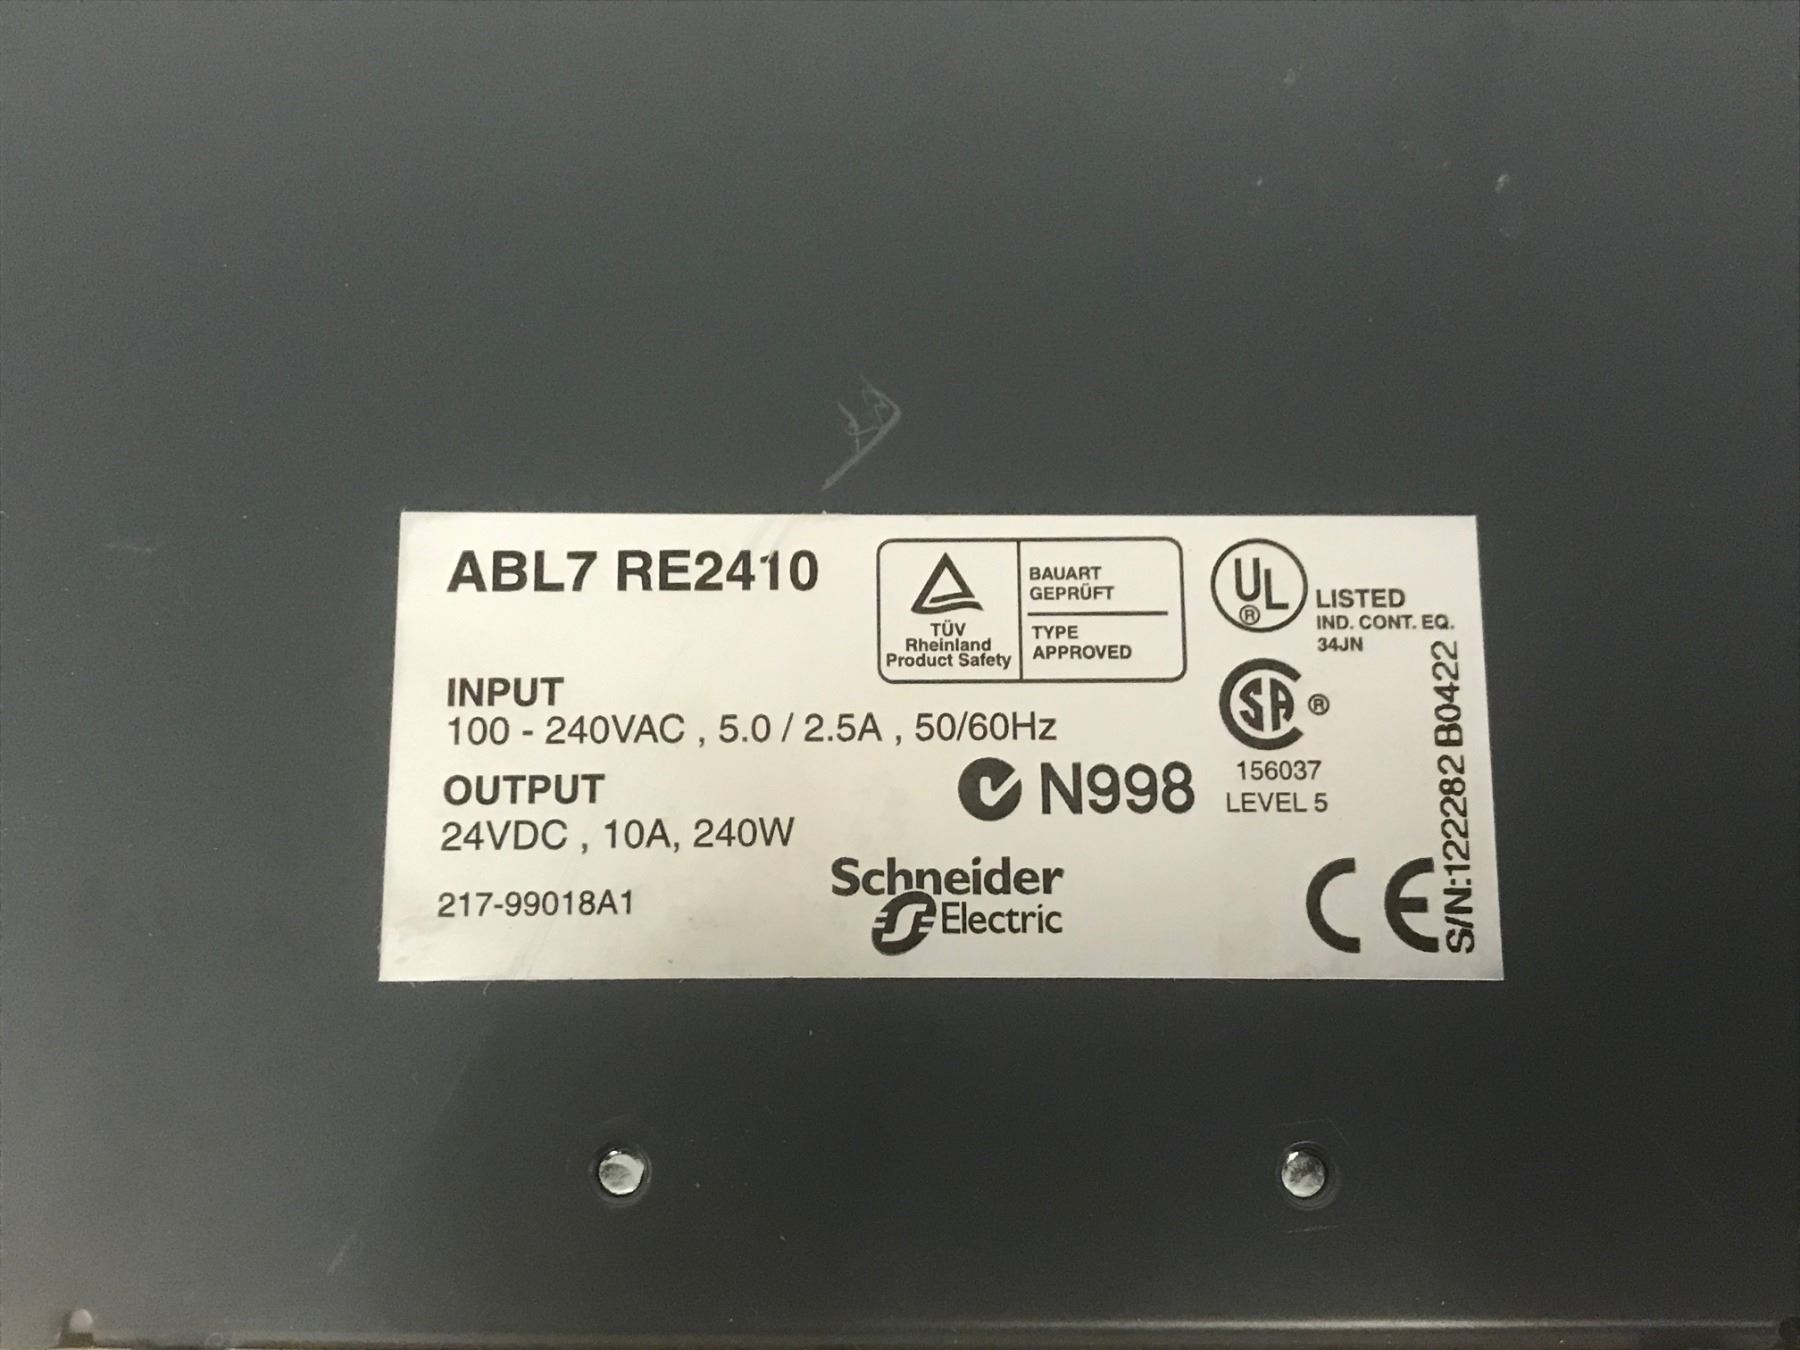 ABL7 RE2410
TÜV
Rheinland
Product Safety
BAUART
GEPRÜFT
TYPE
APPROVED
UL
®
LISTED
IND. CONT. EQ.
34JN
INPUT
100 - 240VAC , 5.0 / 2.5A , 50/60Hz
SA ®
156037
LEVEL 5
OUTPUT
24VDC , 10A, 240W
N998
217-99018A1
Schneider
Electric
CE
S/N:122282 B0422